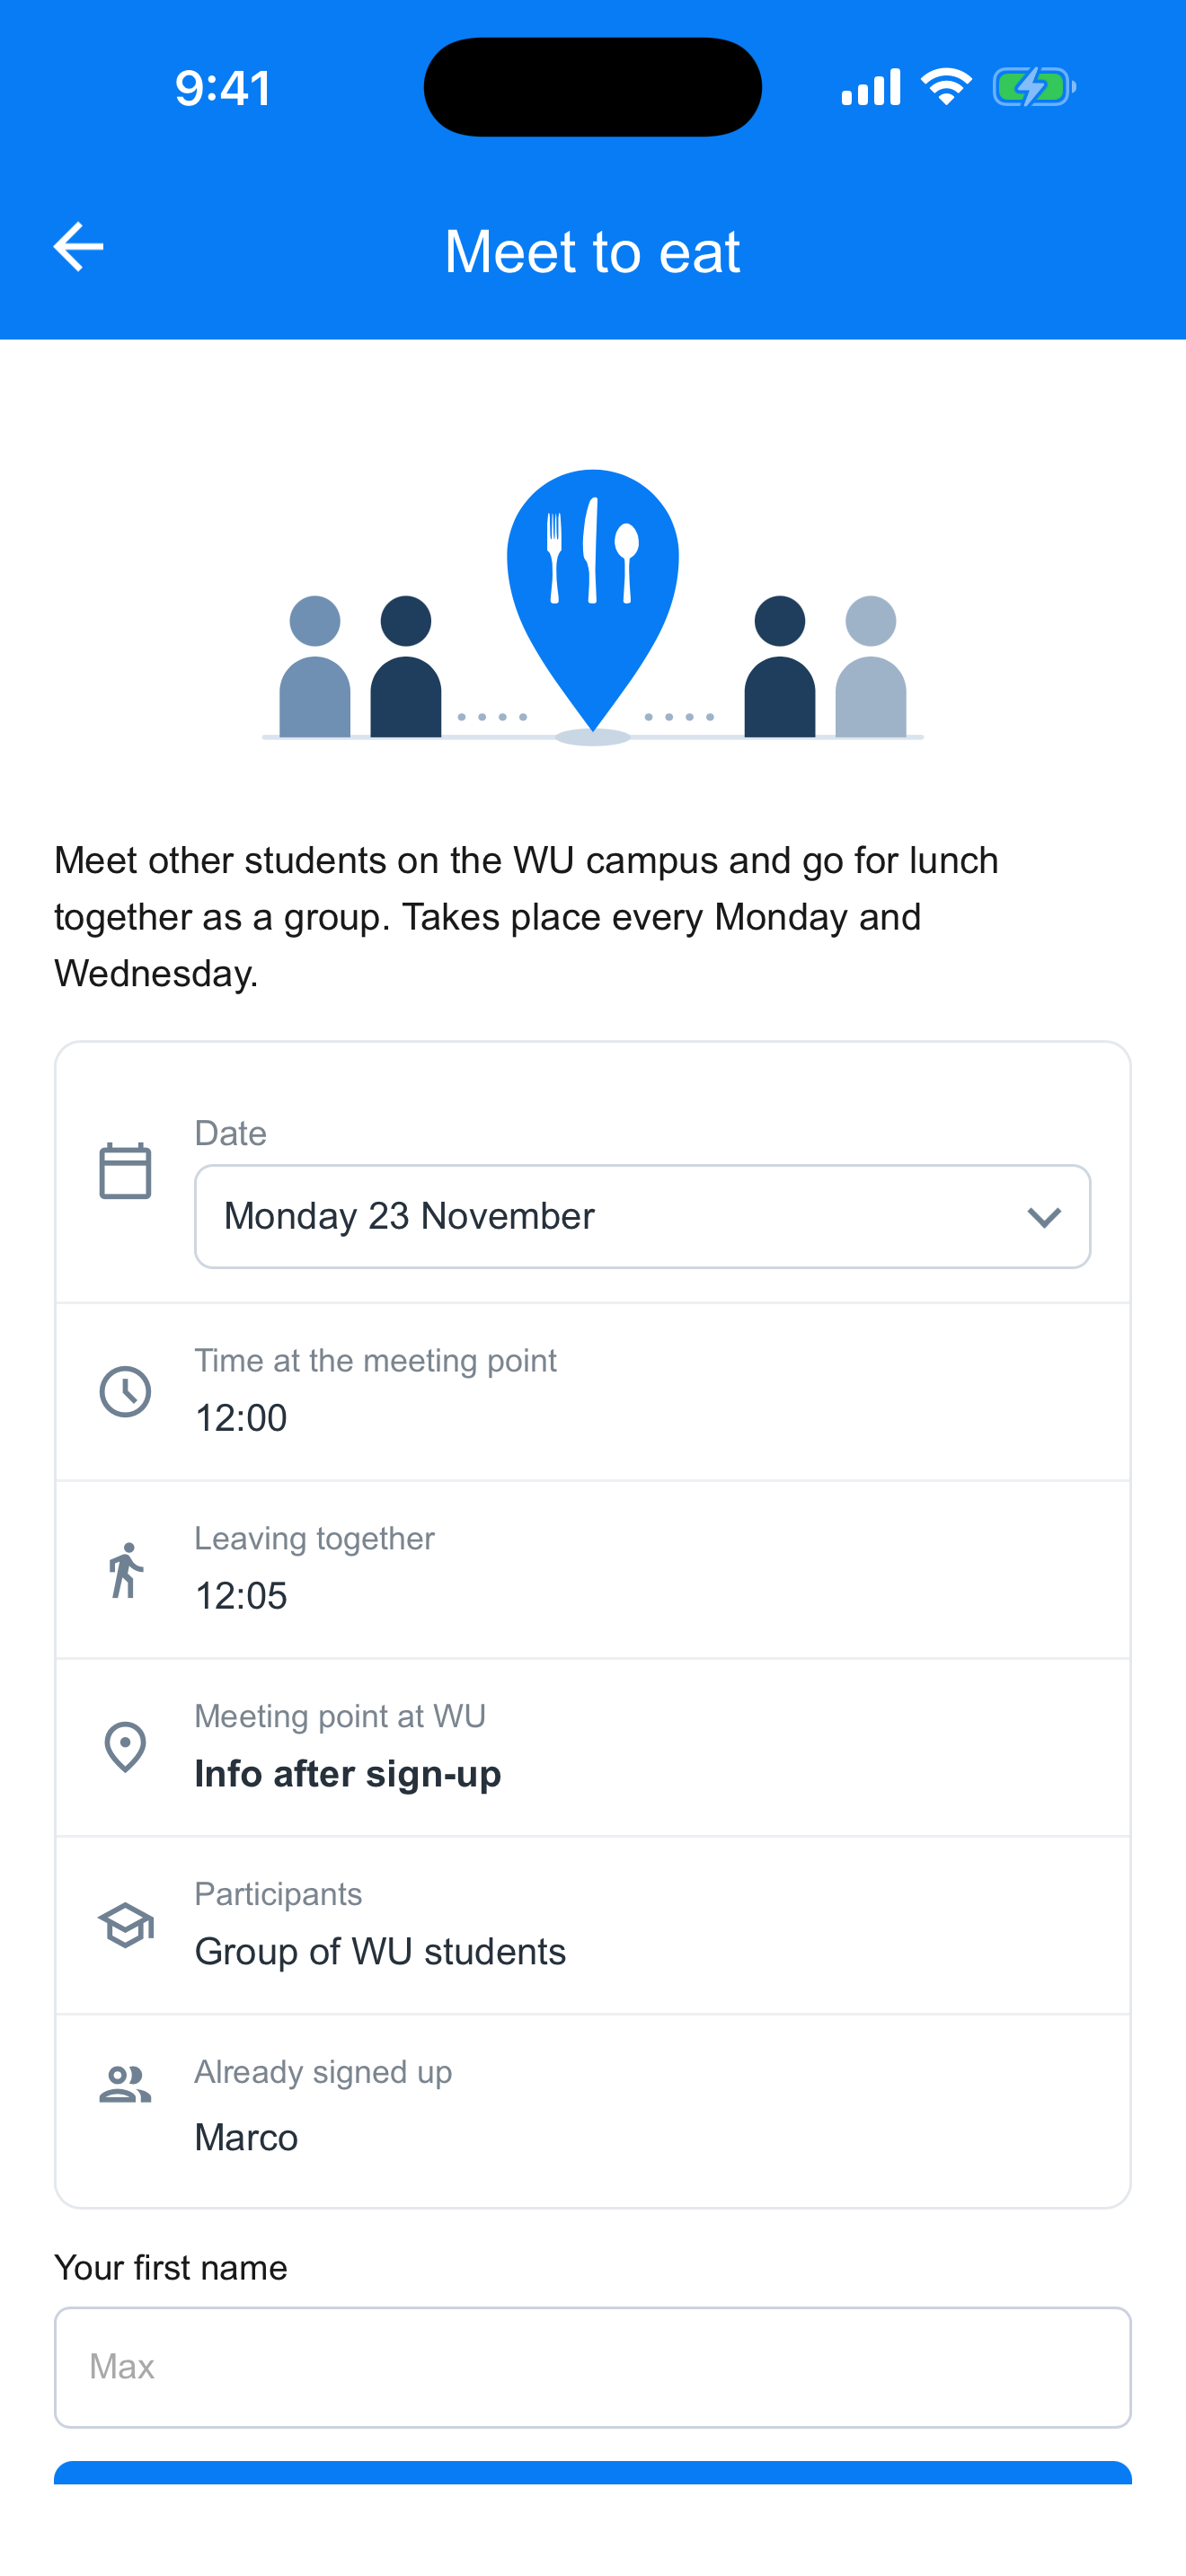 9:41
Meet to eat
Meet other students on the WU campus and go for lunch
together as a group. Takes place every Monday and
Wednesday.
Date
Monday 23 November
Time at the meeting point
12:00
Leaving together
12:05
Meeting point at WU
Info after sign-up
Participants
Group of WU students
Already signed up
Marco
Your first name
Max